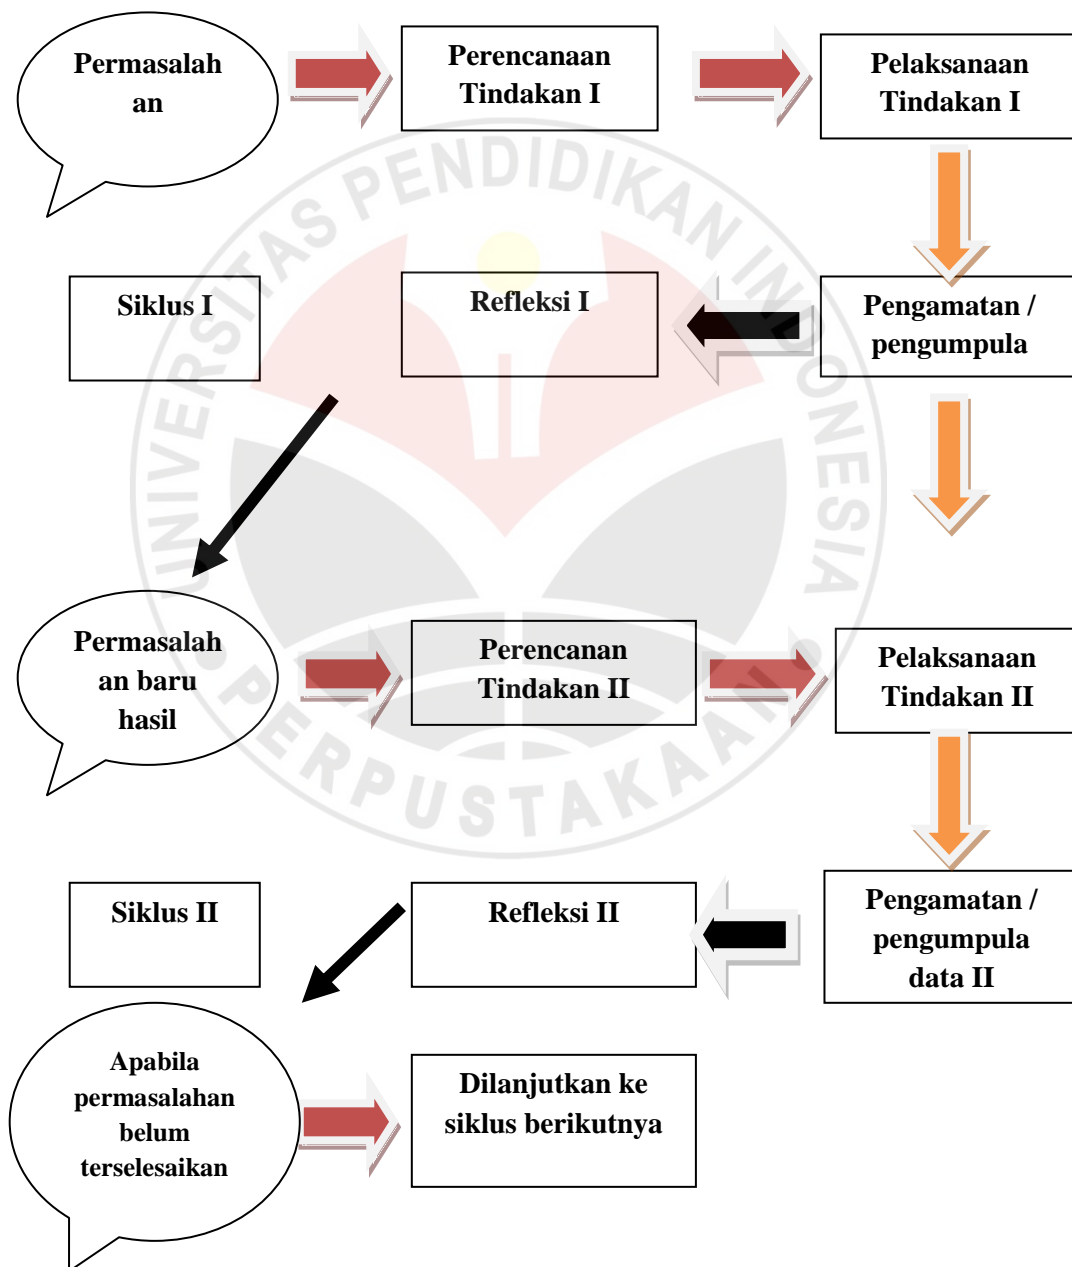 Permasalah
an
Perencanaan
Tindakan I
Pelaksanaan
Tindakan I
Siklus I
Refleksi I
Pengamatan /
pengumpula
Permasalah
an baru
hasil
Perencanan
Tindakan II
Pelaksanaan
Tindakan II
Siklus II
Refleksi II
Pengamatan /
pengumpula
data II
Apabila
permasalahan
belum
terselesaikan
Dilanjutkan ke
siklus berikutnya
UNIVERSITAS PENDIDIKAN INDONESIA
PERPUSTAKAAN